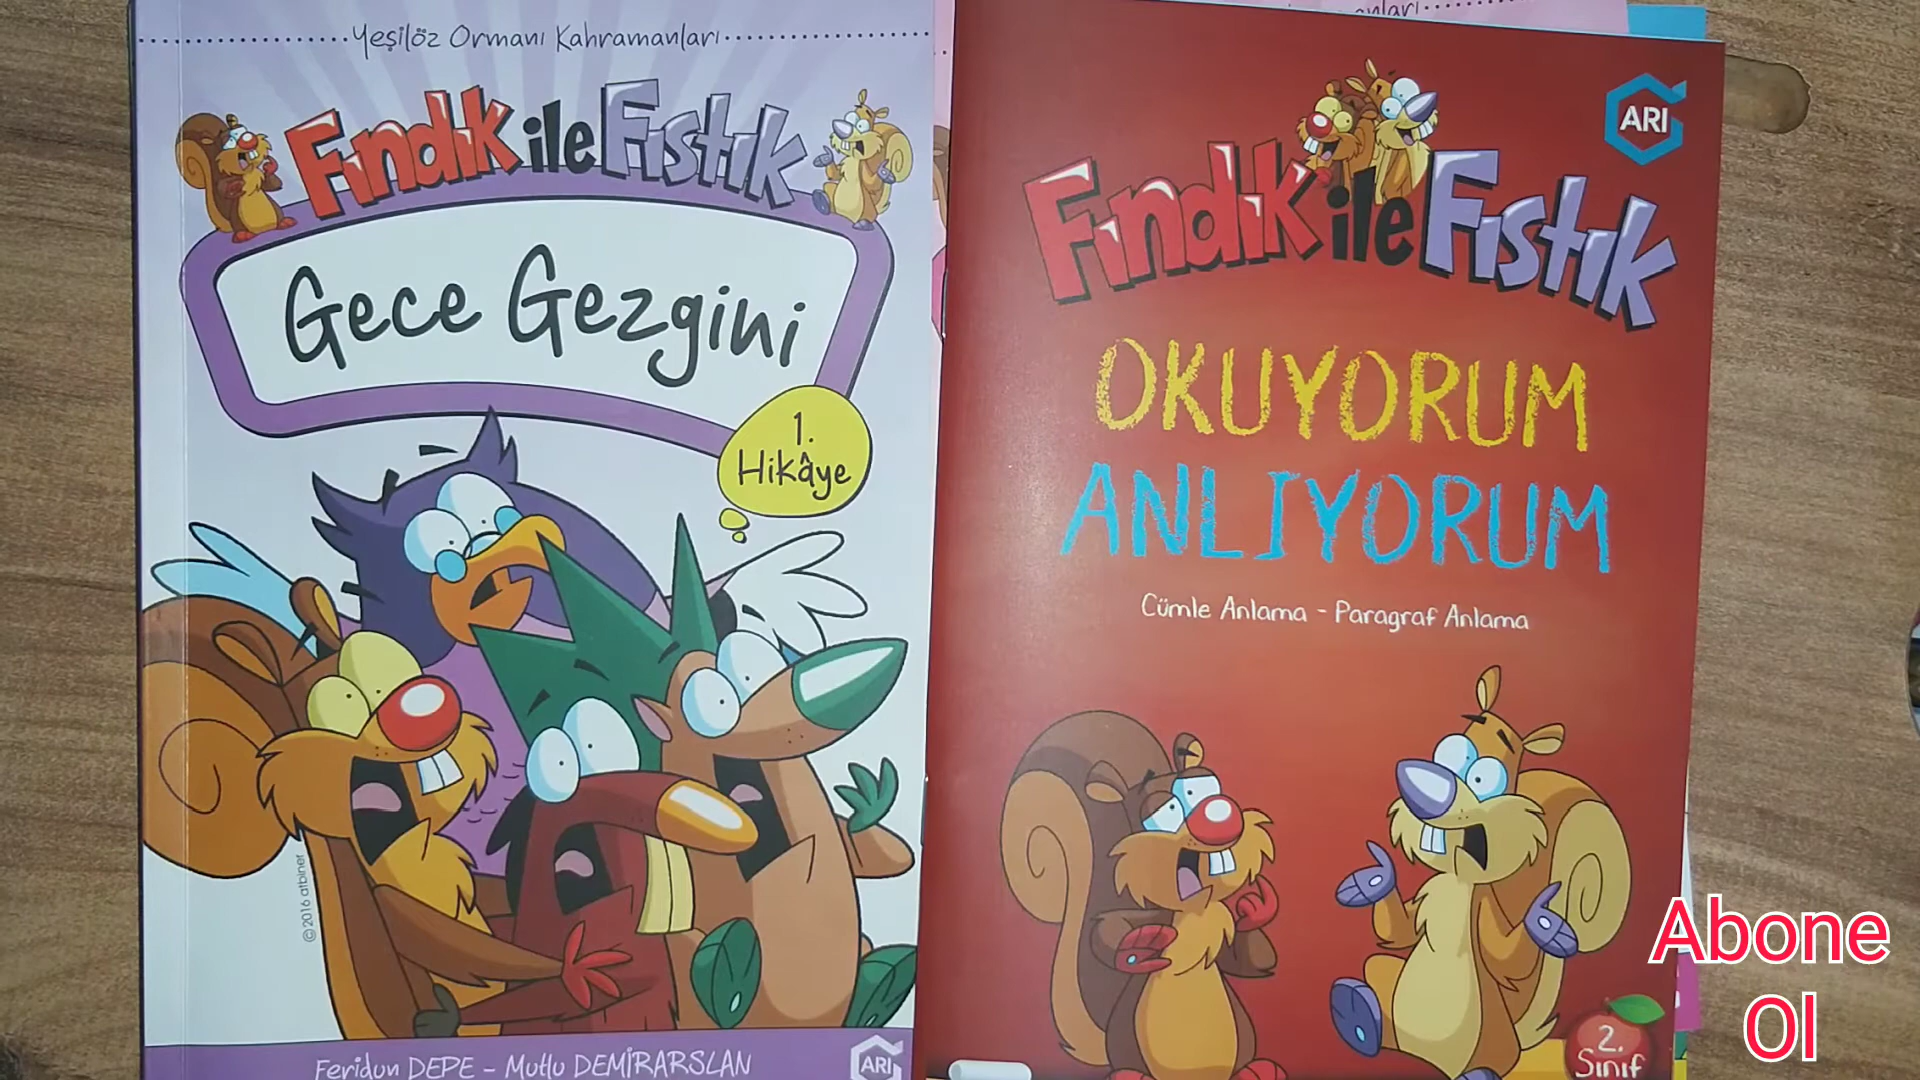 Yeşilöz Ormanı Kahramanları
Fındık ile Fıstık
Gece Gezgini
1.
Hikâye
©2016 artbiner
Feridun DEPE - Mutlu DEMİRARSLAN
ARI
ARI
Fındık ile Fıstık
OKUYORUM
ANLIYORUM
Cümle Anlama - Paragraf Anlama
2.
Sınıf
Abone
Ol